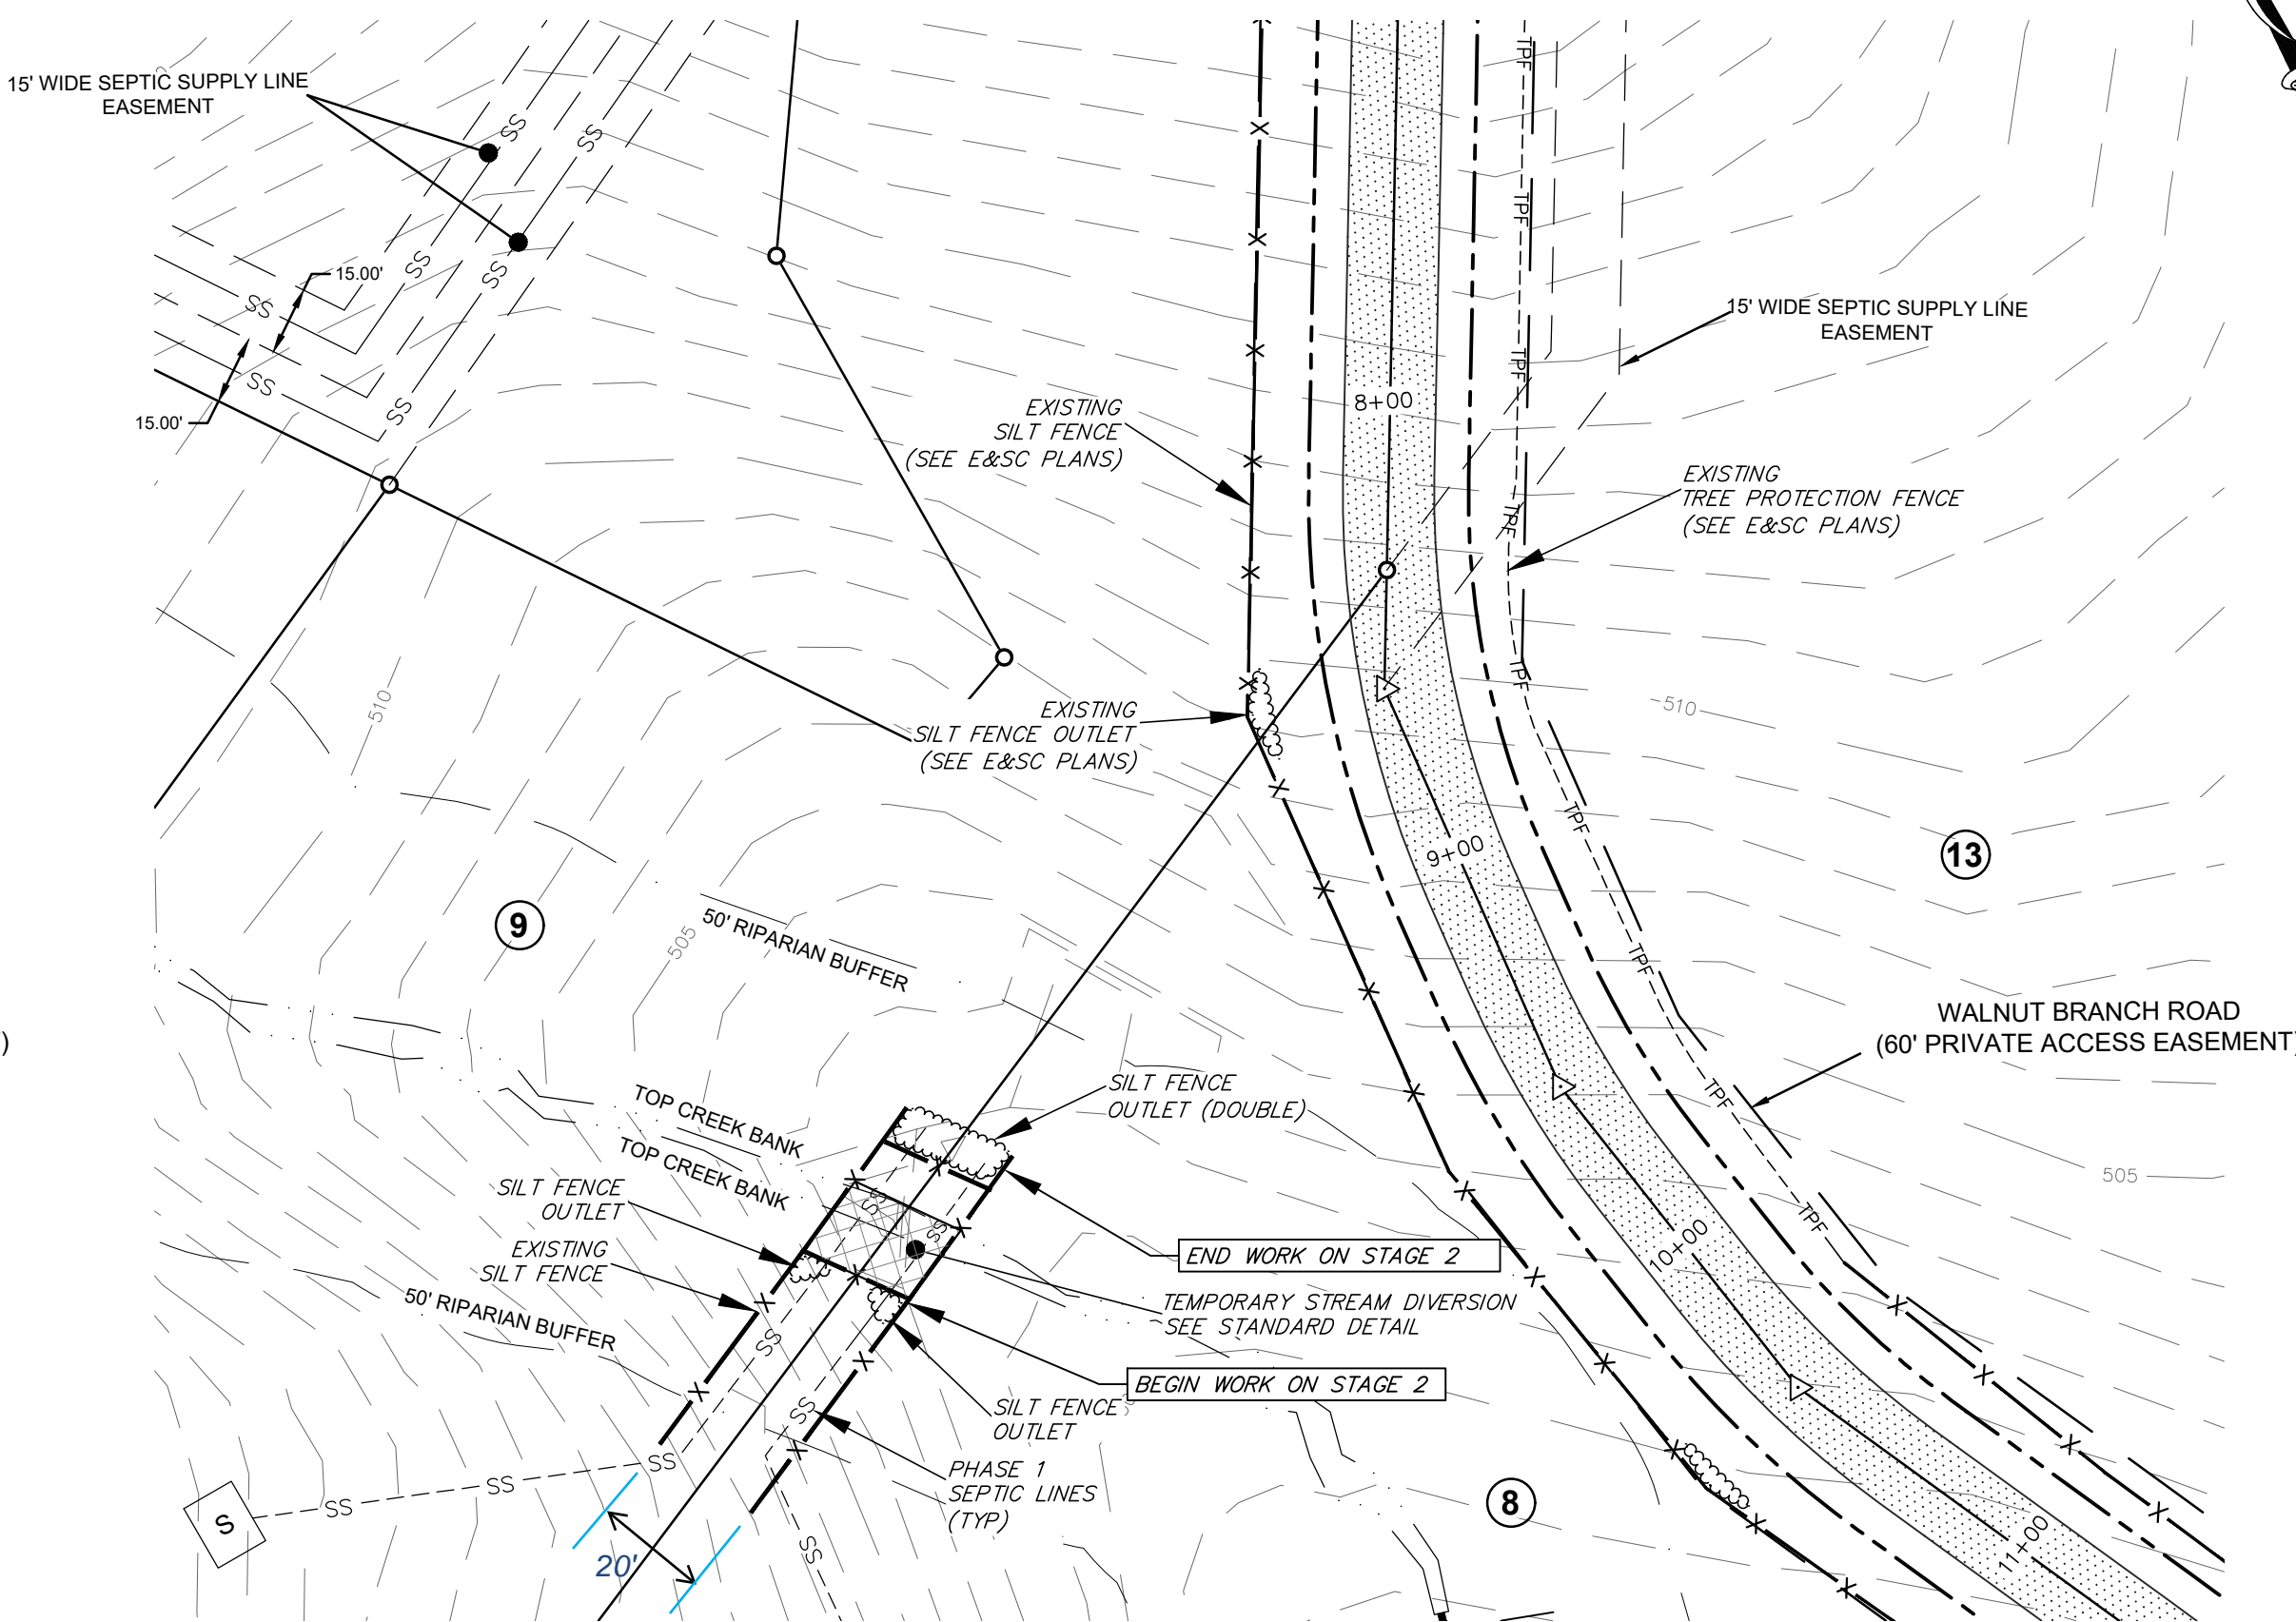 15' WIDE SEPTIC SUPPLY LINE
EASEMENT
SS
SS
TPF
15.00'
SS
SS
SS
TPF
15' WIDE SEPTIC SUPPLY LINE
EASEMENT
15.00'
SS
SS
TPF
8+00
EXISTING
SILT FENCE
(SEE E&SC PLANS)
EXISTING
TREE PROTECTION FENCE
(SEE E&SC PLANS)
TPF
TPF
510
510
EXISTING
SILT FENCE OUTLET
(SEE E&SC PLANS)
TPF
9+00
13
9
505
50' RIPARIAN BUFFER
TPF
WALNUT BRANCH ROAD
(60' PRIVATE ACCESS EASEMENT)
)
TPF
TOP CREEK BANK
TOP CREEK BANK
SILT FENCE
OUTLET (DOUBLE)
505
SILT FENCE
OUTLET
SS
SS
TPF
10+00
EXISTING
SILT FENCE
END WORK ON STAGE 2
50' RIPARIAN BUFFER
TEMPORARY STREAM DIVERSION
SEE STANDARD DETAIL
SS
BEGIN WORK ON STAGE 2
SS
SILT FENCE
OUTLET
SS
SS
SS
PHASE 1
SEPTIC LINES
(TYP)
8
S
SS
20'
11+00